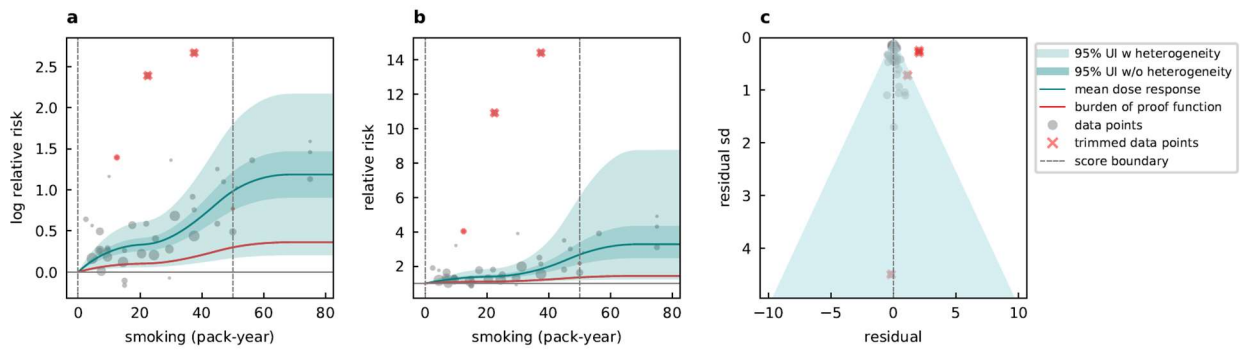 a
2.5
2.0
1.5
1.0
0.5
0.0
log relative risk
0
20
40
60
80
smoking (pack-year)
b
14
12
10
8
6
4
2
relative risk
0
20
40
60
80
smoking (pack-year)
c
0
1
2
3
4
residual sd
−10
−5
0
5
10
residual
95% UI w heterogeneity
95% UI w/o heterogeneity
mean dose response
burden of proof function
data points
trimmed data points
score boundary